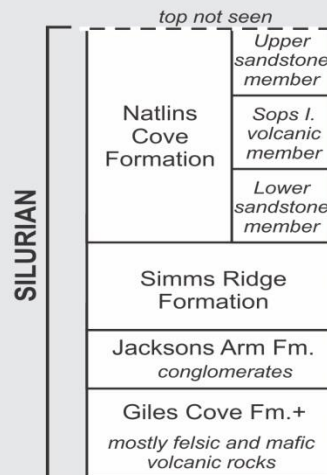 top not seen
SILURIAN
Natlins
Cove
Formation
Upper
sandstone
member
Sops I.
volcanic
member
Lower
sandstone
member
Simms Ridge
Formation
Jacksons Arm Fm.
conglomerates
Giles Cove Fm.+
mostly felsic and mafic
volcanic rocks